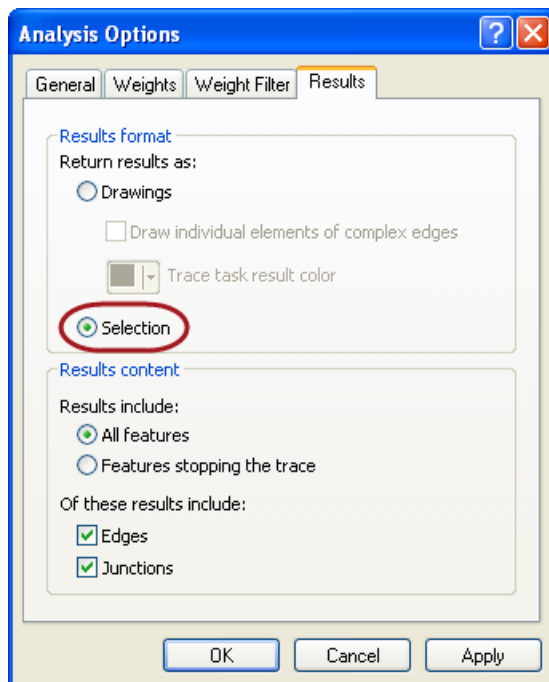 Analysis Options
General Weights Weight Filter Results
Results format
Return results as:
Drawings
Draw individual elements of complex edges
Trace task result color
Selection
Results content
Results include:
All features
Features stopping the trace
Of these results include:
Edges
Junctions
OK Cancel Apply